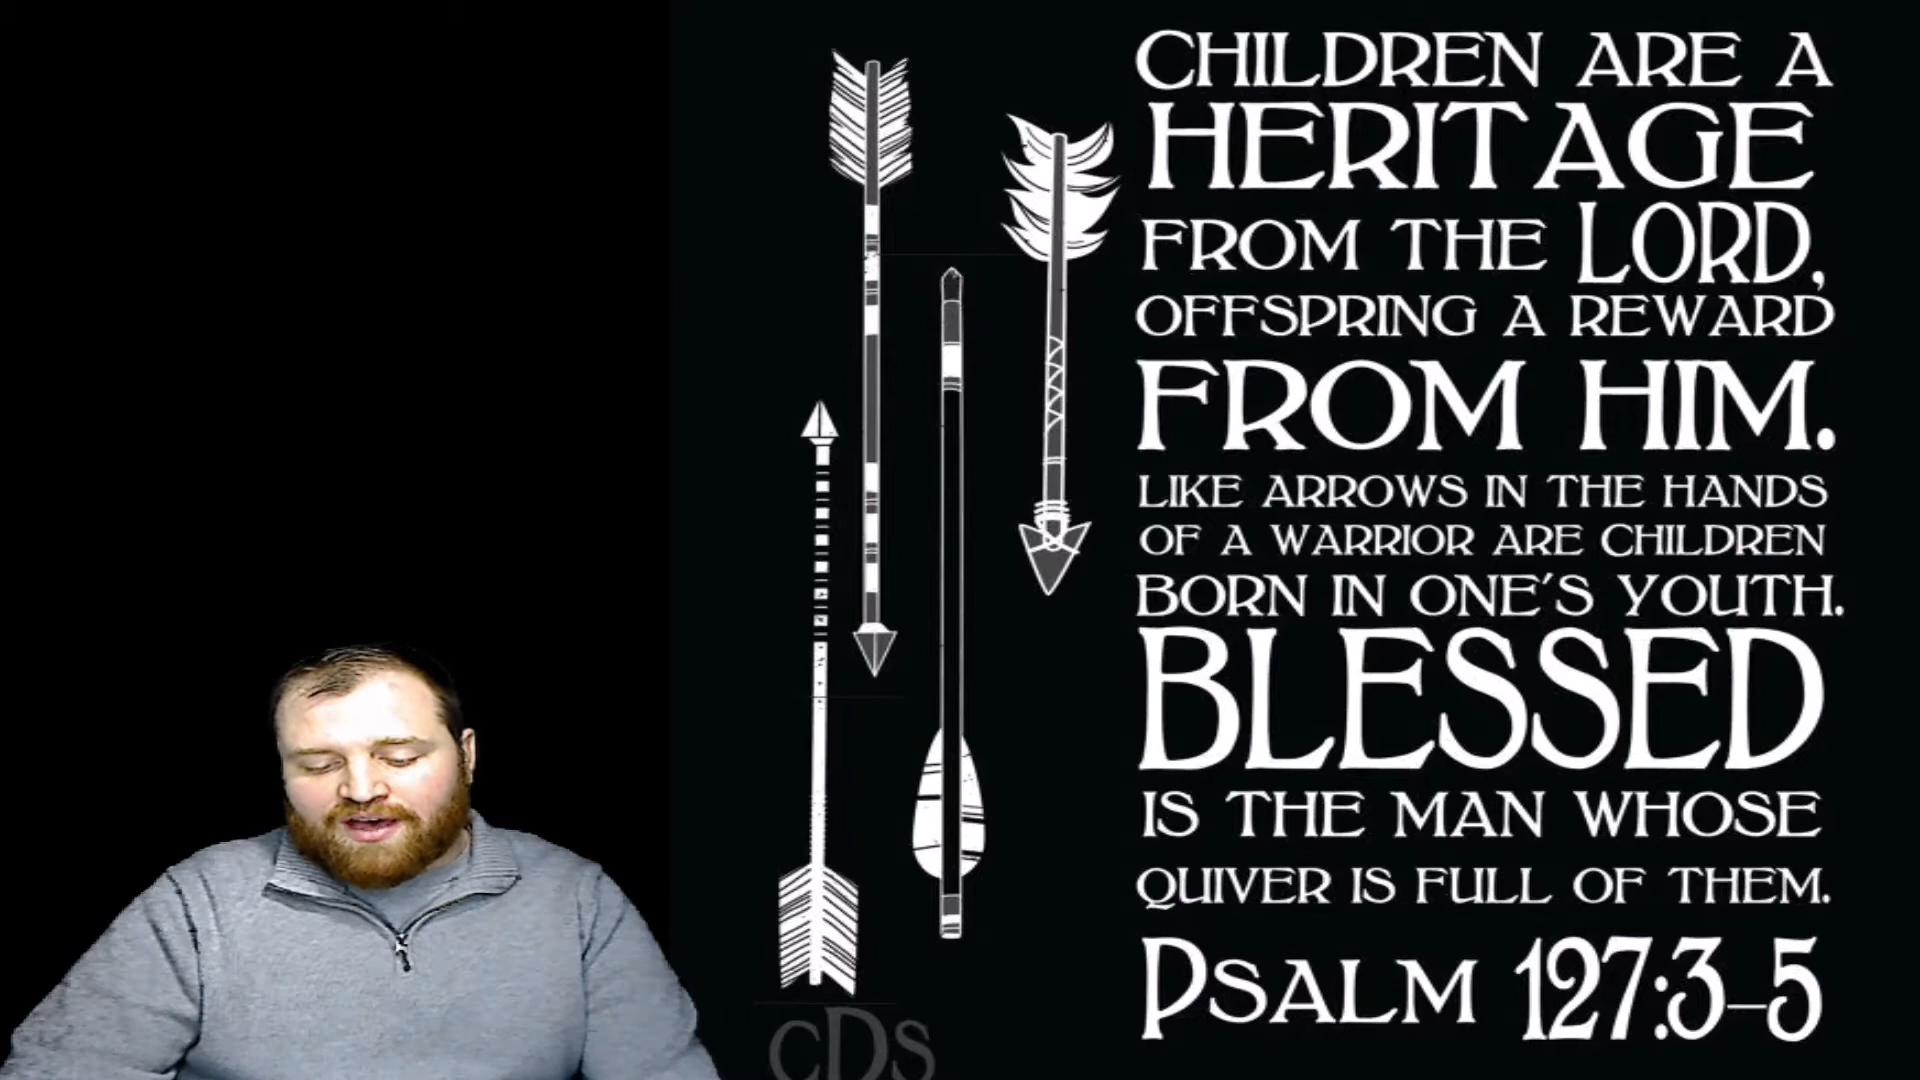 CHILDREN ARE A
HERITAGE
FROM THE LORD,
OFFSPRING A REWARD
FROM HIM.
LIKE ARROWS IN THE HANDS
OF A WARRIOR ARE CHILDREN
BORN IN ONE'S YOUTH.
BLESSED
IS THE MAN WHOSE
QUIVER IS FULL OF THEM.
PSALM 127:3-5
CDS